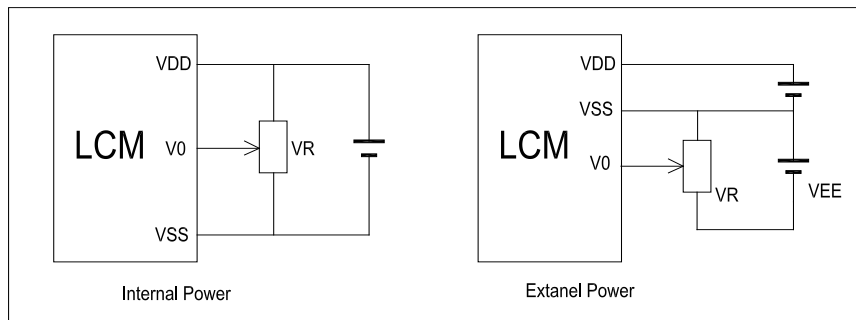 VDD
LCM
V0
VR
VSS
Internal Power
VDD
VSS
LCM
V0
VR
VEE
Extanel Power